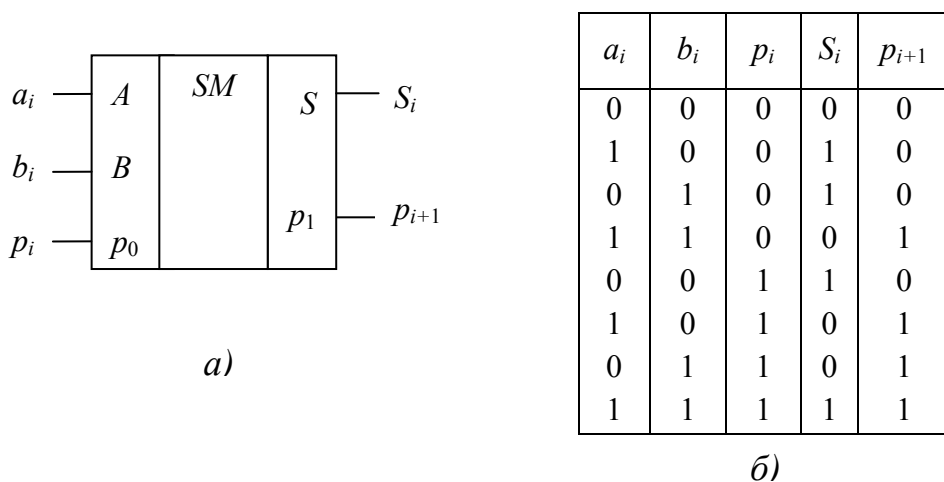 a_i A SM S S_i
b_i B
p_i p_0 p_1 p_{i+1}
а)
a_i b_i p_i S_i p_{i+1}
0 0 0 0 0
1 0 0 1 0
0 1 0 1 0
1 1 0 0 1
0 0 1 1 0
1 0 1 0 1
0 1 1 0 1
1 1 1 1 1
б)